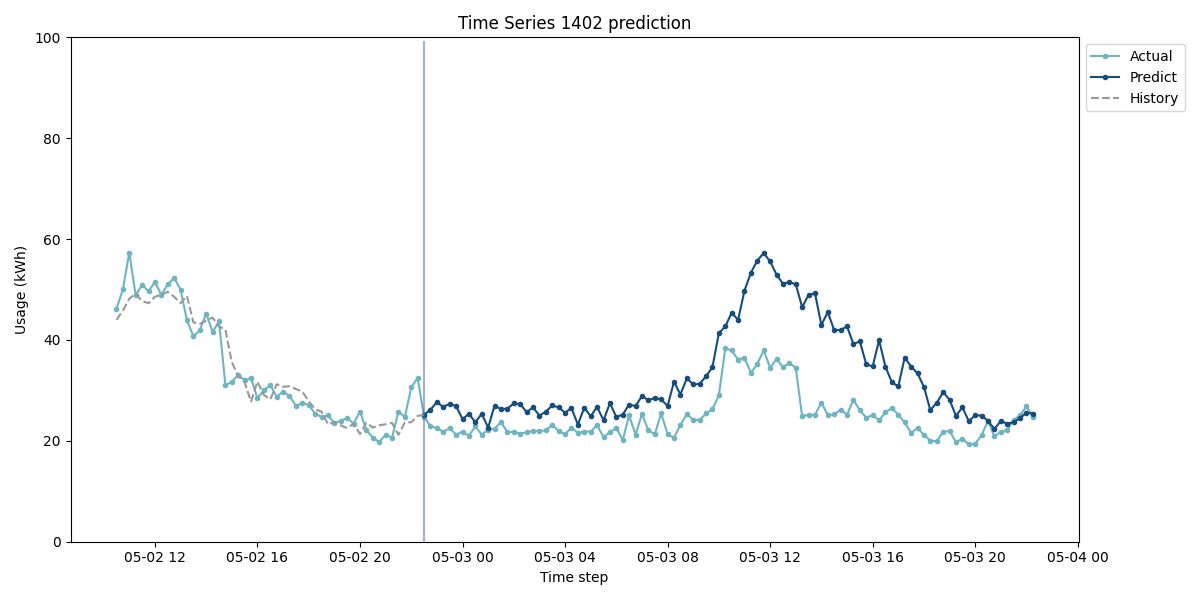 Time Series 1402 prediction
100
80
60
40
20
0
Usage (kWh)
05-02 12
05-02 16
05-02 20
05-03 00
05-03 04
05-03 08
05-03 12
05-03 16
05-03 20
05-04 00
Time step
Actual
Predict
History